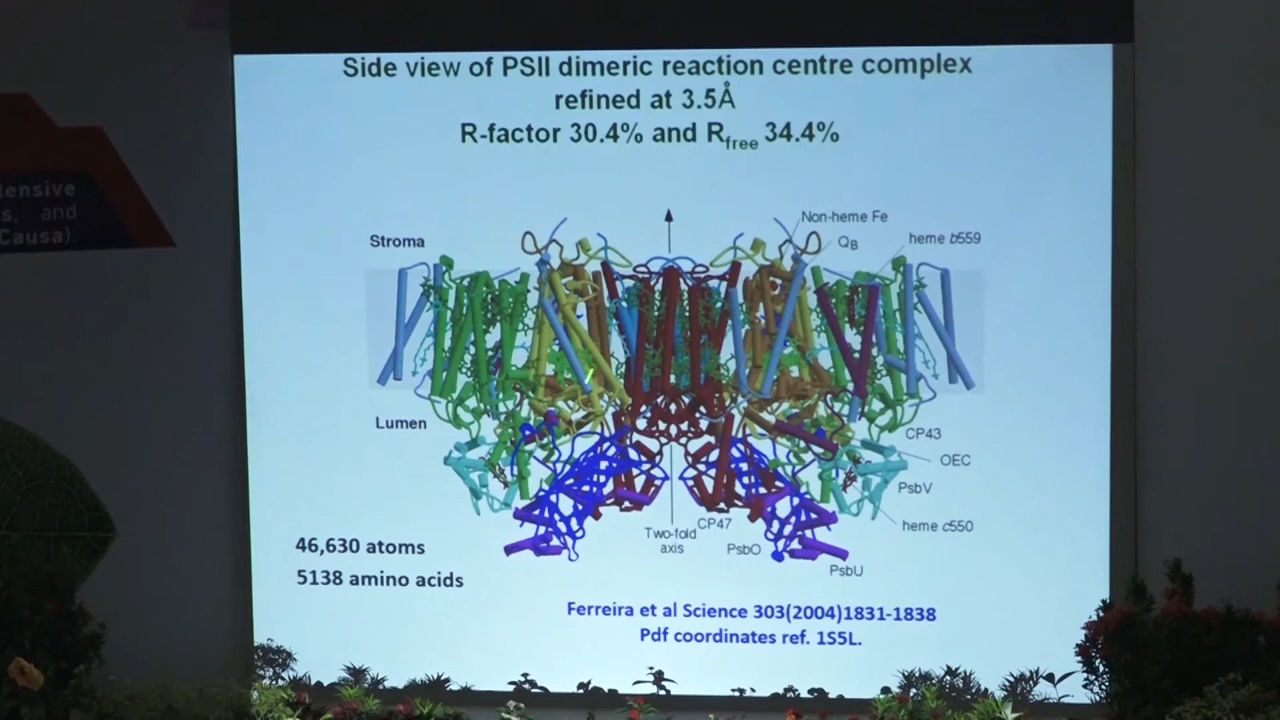 Side view of PSII dimeric reaction centre complex
refined at 3.5Å
R-factor 30.4% and Rfree 34.4%
tensive
s, and
Causa).
Non-heme Fe
QB
heme b559
Stroma
Lumen
CP43
OEC
PsbV
heme c550
Two-fold
axis
CP47
PsbO
PsbU
46,630 atoms
5138 amino acids
Ferreira et al Science 303(2004)1831-1838
Pdf coordinates ref. 1S5L.